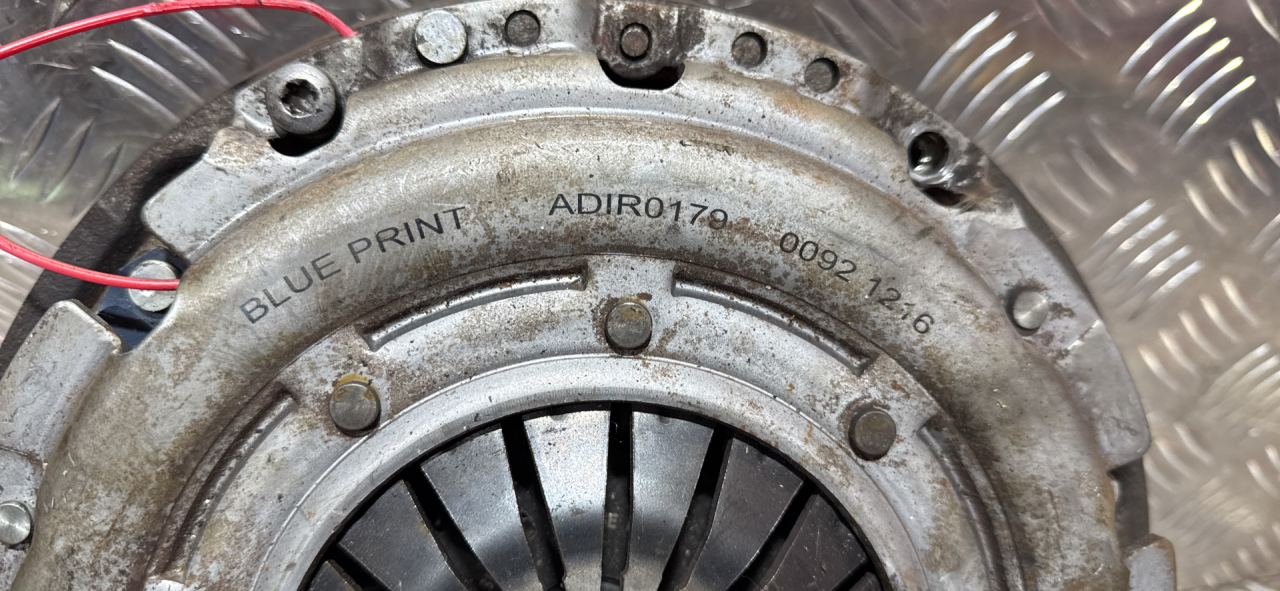 BLUE PRINT ADIR0179 0092 1216